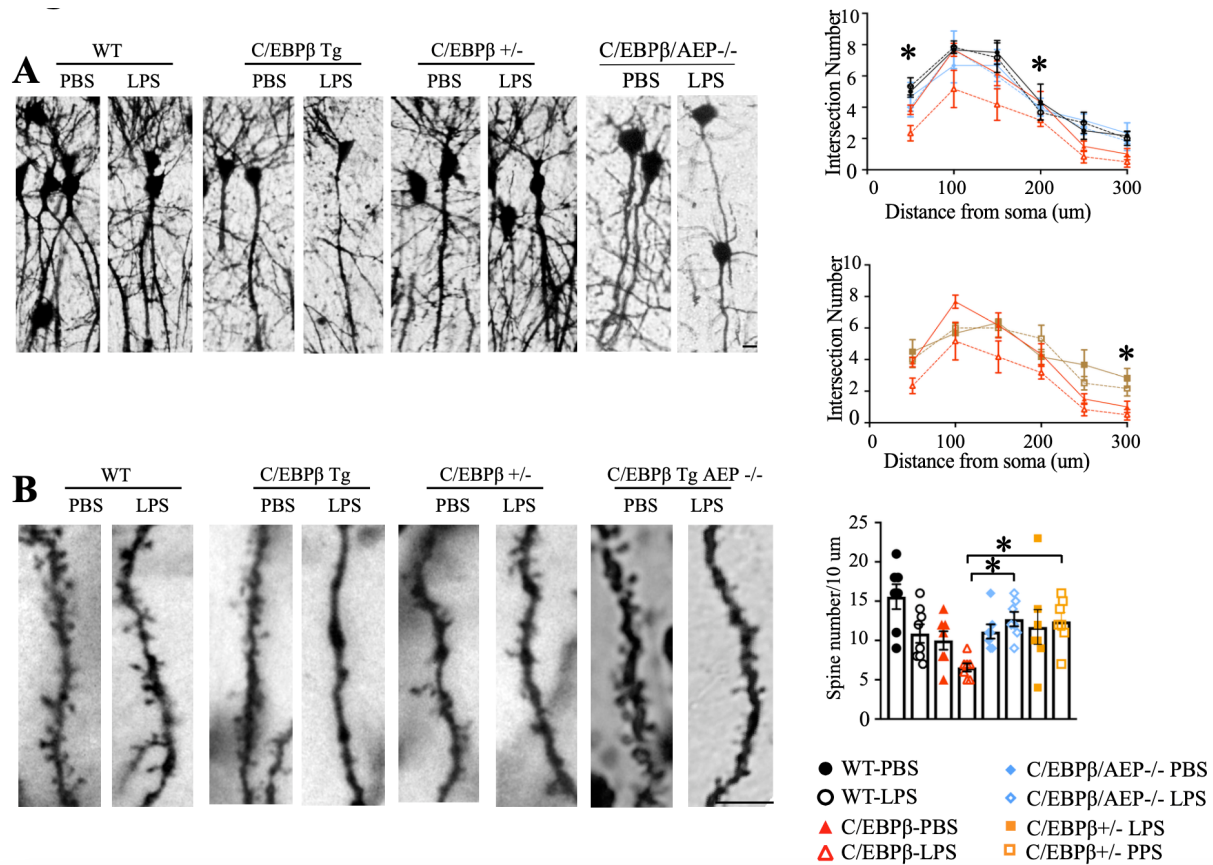 A
WT
C/EBPβ Tg
C/EBPβ +/-
C/EBPβ/AEP-/-
PBS LPS
PBS LPS
PBS LPS
PBS LPS
10
8
6
4
2
0
Intersection Number
0 100 200 300
Distance from soma (um)
*
*
10
8
6
4
2
0
Intersection Number
0 100 200 300
Distance from soma (um)
*
B
WT
C/EBPβ Tg
C/EBPβ +/-
C/EBPβ Tg AEP -/-
PBS LPS
PBS LPS
PBS LPS
PBS LPS
25
20
15
10
5
0
Spine number/10 um
*
*
WT-PBS
WT-LPS
C/EBPβ-PBS
C/EBPβ-LPS
C/EBPβ/AEP-/- PBS
C/EBPβ/AEP-/- LPS
C/EBPβ+/- LPS
C/EBPβ+/- PPS